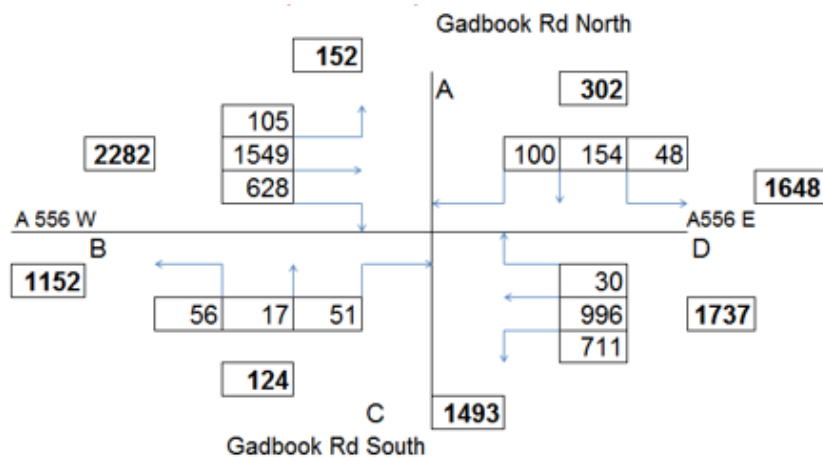 Gadbook Rd North
152
A
302
105
1549
628
2282
100 154 48
1648
A 556 W
A556 E
B
D
1152
56 17 51
30
996
711
1737
124
C
1493
Gadbook Rd South